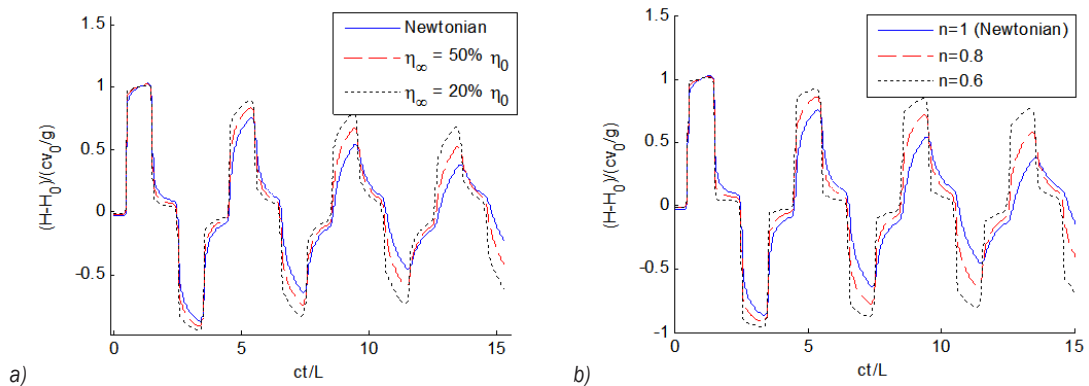 1.5
1
0.5
0
-0.5
(H-H₀)/(cv₀/g)
Newtonian
η∞ = 50% η₀
η∞ = 20% η₀
0 5 10 15
ct/L
a)
1.5
1
0.5
0
-0.5
-1
(H-H₀)/(cv₀/g)
n=1 (Newtonian)
n=0.8
n=0.6
0 5 10 15
ct/L
b)